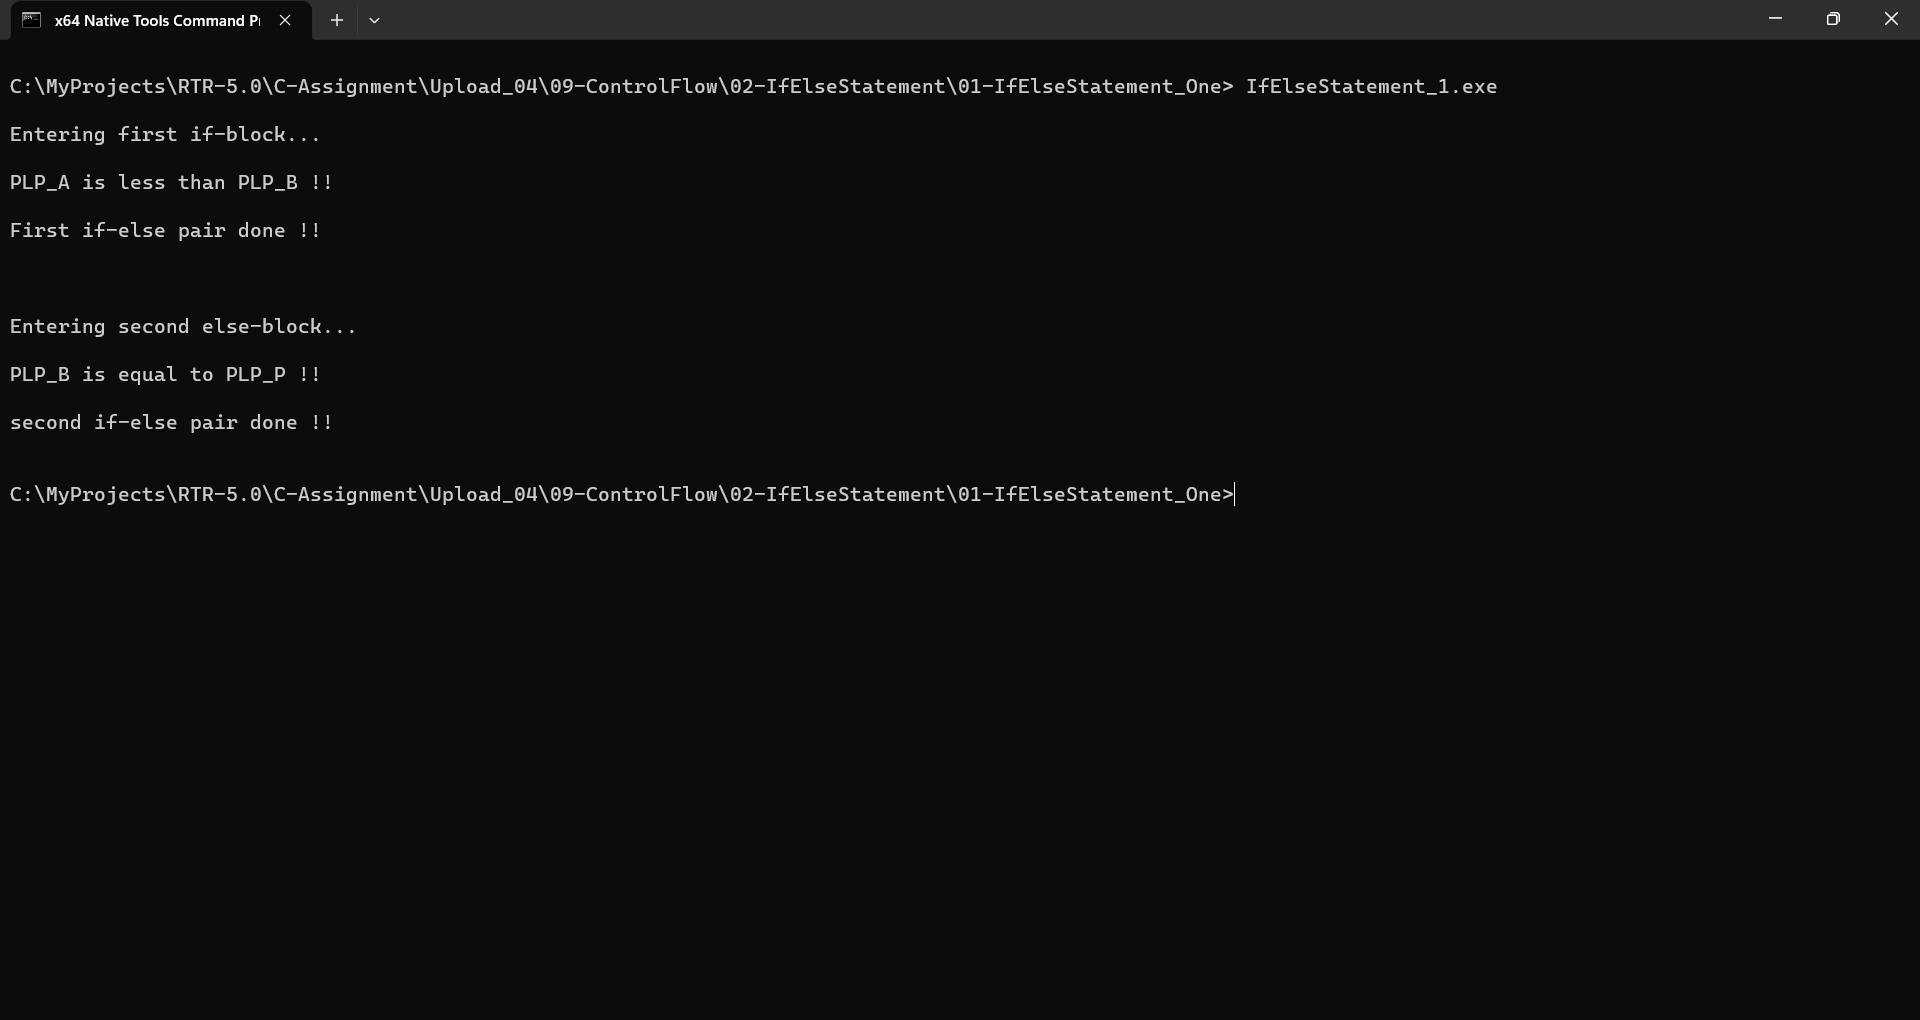 x64 Native Tools Command P
C:\MyProjects\RTR-5.0\C-Assignment\Upload_04\09-ControlFlow\02-IfElseStatement\01-IfElseStatement_One> IfElseStatement_1.exe
Entering first if-block...
PLP_A is less than PLP_B !!
First if-else pair done !!
Entering second else-block...
PLP_B is equal to PLP_P !!
second if-else pair done !!
C:\MyProjects\RTR-5.0\C-Assignment\Upload_04\09-ControlFlow\02-IfElseStatement\01-IfElseStatement_One>